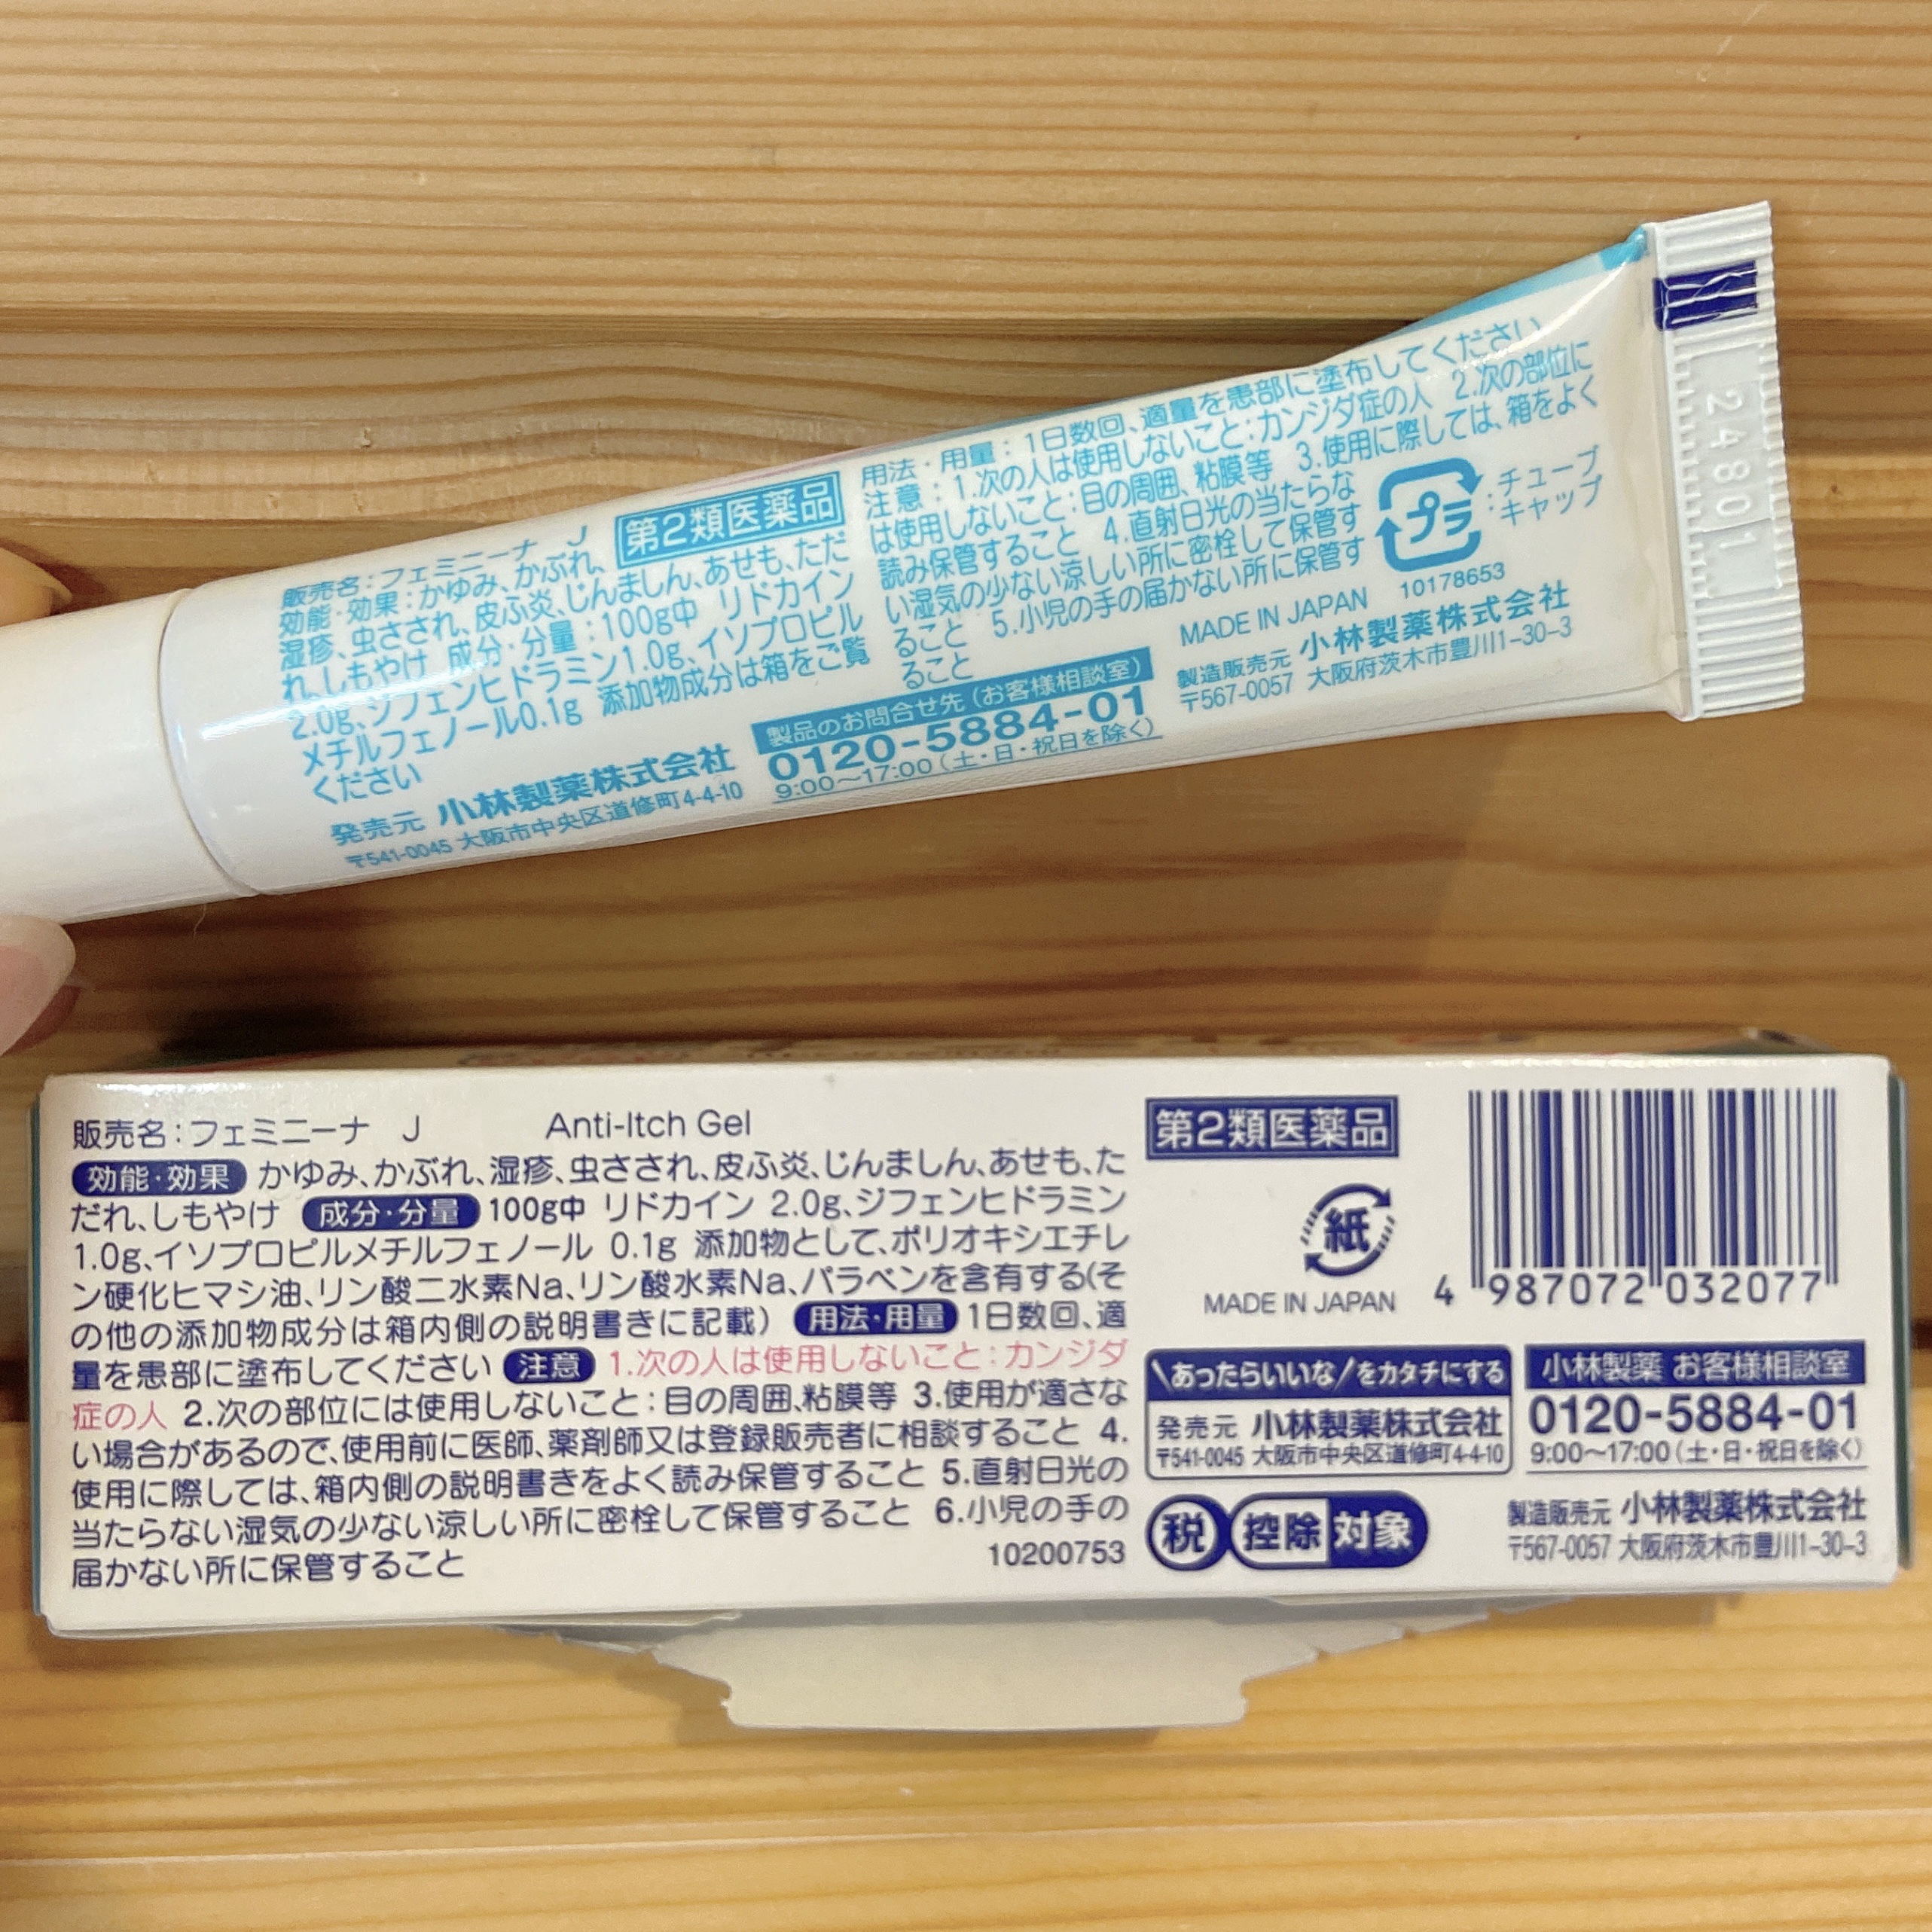 販売名：フェミニーナ J 第2類医薬品
効能・効果：かゆみ、かぶれ、
湿疹、虫さされ、皮ふ炎、じんましん、あせも、ただ
れ、しもやけ 成分・分量：100g中 リドカイン
2.0g、ジフェンヒドラミン1.0g、イソプロピル
メチルフェノール0.1g 添加物成分は箱をご覧
ください
発売元 小林製薬株式会社
〒541-0045 大阪市中央区道修町4-4-10
用法・用量：1日数回、適量を患部に塗布してください
注意：1.次の人は使用しないこと：カンジダ症の人 2.次の部位に
は使用しないこと：目の周囲、粘膜等 3.使用に際しては、箱をよく
読み保管すること 4.直射日光の当たらな
い湿気の少ない涼しい所に密栓して保管す
ること 5.小児の手の届かない所に保管す
ること
プラ
：チューブ
キャップ
製品のお問合せ先（お客様相談室）
0120-5884-01
9:00～17:00（土・日・祝日を除く）
MADE IN JAPAN 10178653
製造販売元 小林製薬株式会社
〒567-0057 大阪府茨木市豊川1-30-3
24801
販売名：フェミニーナ J Anti-Itch Gel
効能・効果 かゆみ、かぶれ、湿疹、虫さされ、皮ふ炎、じんましん、あせも、た
だれ、しもやけ 成分・分量 100g中 リドカイン 2.0g、ジフェンヒドラミン
1.0g、イソプロピルメチルフェノール 0.1g 添加物として、ポリオキシエチレ
ン硬化ヒマシ油、リン酸二水素Na、リン酸水素Na、パラベンを含有する(そ
の他の添加物成分は箱内側の説明書きに記載) 用法・用量 1日数回、適
量を患部に塗布してください 注意 1.次の人は使用しないこと：カンジダ
症の人 2.次の部位には使用しないこと：目の周囲、粘膜等 3.使用が適さな
い場合があるので、使用前に医師、薬剤師又は登録販売者に相談すること 4.
使用に際しては、箱内側の説明書きをよく読み保管すること 5.直射日光の
当たらない湿気の少ない涼しい所に密栓して保管すること 6.小児の手の
届かない所に保管すること
10200753
第2類医薬品
紙
MADE IN JAPAN
4 987072 032077
\あったらいいな/をカタチにする
発売元 小林製薬株式会社
〒541-0045 大阪市中央区道修町4-4-10
小林製薬 お客様相談室
0120-5884-01
9:00～17:00（土・日・祝日を除く）
税 控除 対象
製造販売元 小林製薬株式会社
〒567-0057 大阪府茨木市豊川1-30-3